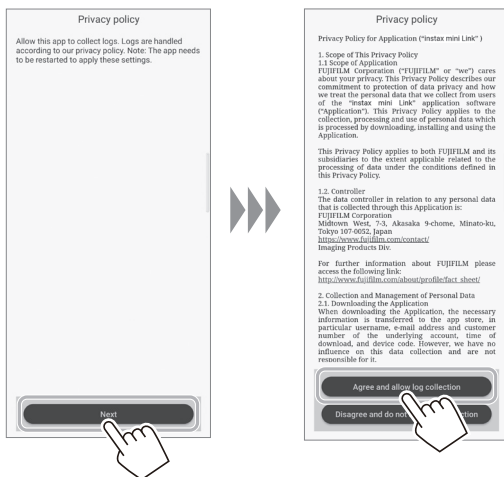 Privacy policy
Allow this app to collect logs. Logs are handled
according to our privacy policy. Note: The app needs
to be restarted to apply these settings.
Next
Privacy policy
Privacy Policy for Application ("instax mini Link" )
1. Scope of This Privacy Policy
1.1 Scope of Application
FUJIFILM Corporation ("FUJIFILM" or "we") cares
about your privacy. This Privacy Policy describes our
commitment to protection of data privacy and how
we treat the personal data that we collect from users
of the "instax mini Link" application software
("Application"). This Privacy Policy applies to the
collection, processing and use of personal data which
is processed by downloading, installing and using the
Application.
This Privacy Policy applies to both FUJIFILM and its
subsidiaries to the extent applicable related to the
processing of data under the conditions defined in
this Privacy Policy.
1.2. Controller
The data controller in relation to any personal data
that is collected through this Application is:
FUJIFILM Corporation
Midtown West, 7-3, Akasaka 9-chome, Minato-ku,
Tokyo 107-0052, Japan
https://www.fujifilm.com/contact/
Imaging Products Div.
For further information about FUJIFILM please
access the following link:
http://www.fujifilm.com/about/profile/fact_sheet/
2. Collection and Management of Personal Data
2.1. Downloading the Application
When downloading the Application, the necessary
information is transferred to the app store, in
particular username, e-mail address and customer
number of the underlying account, time of
download, and device code. However, we have no
influence on this data collection and are not
responsible for it.
Agree and allow log collection
Disagree and do not